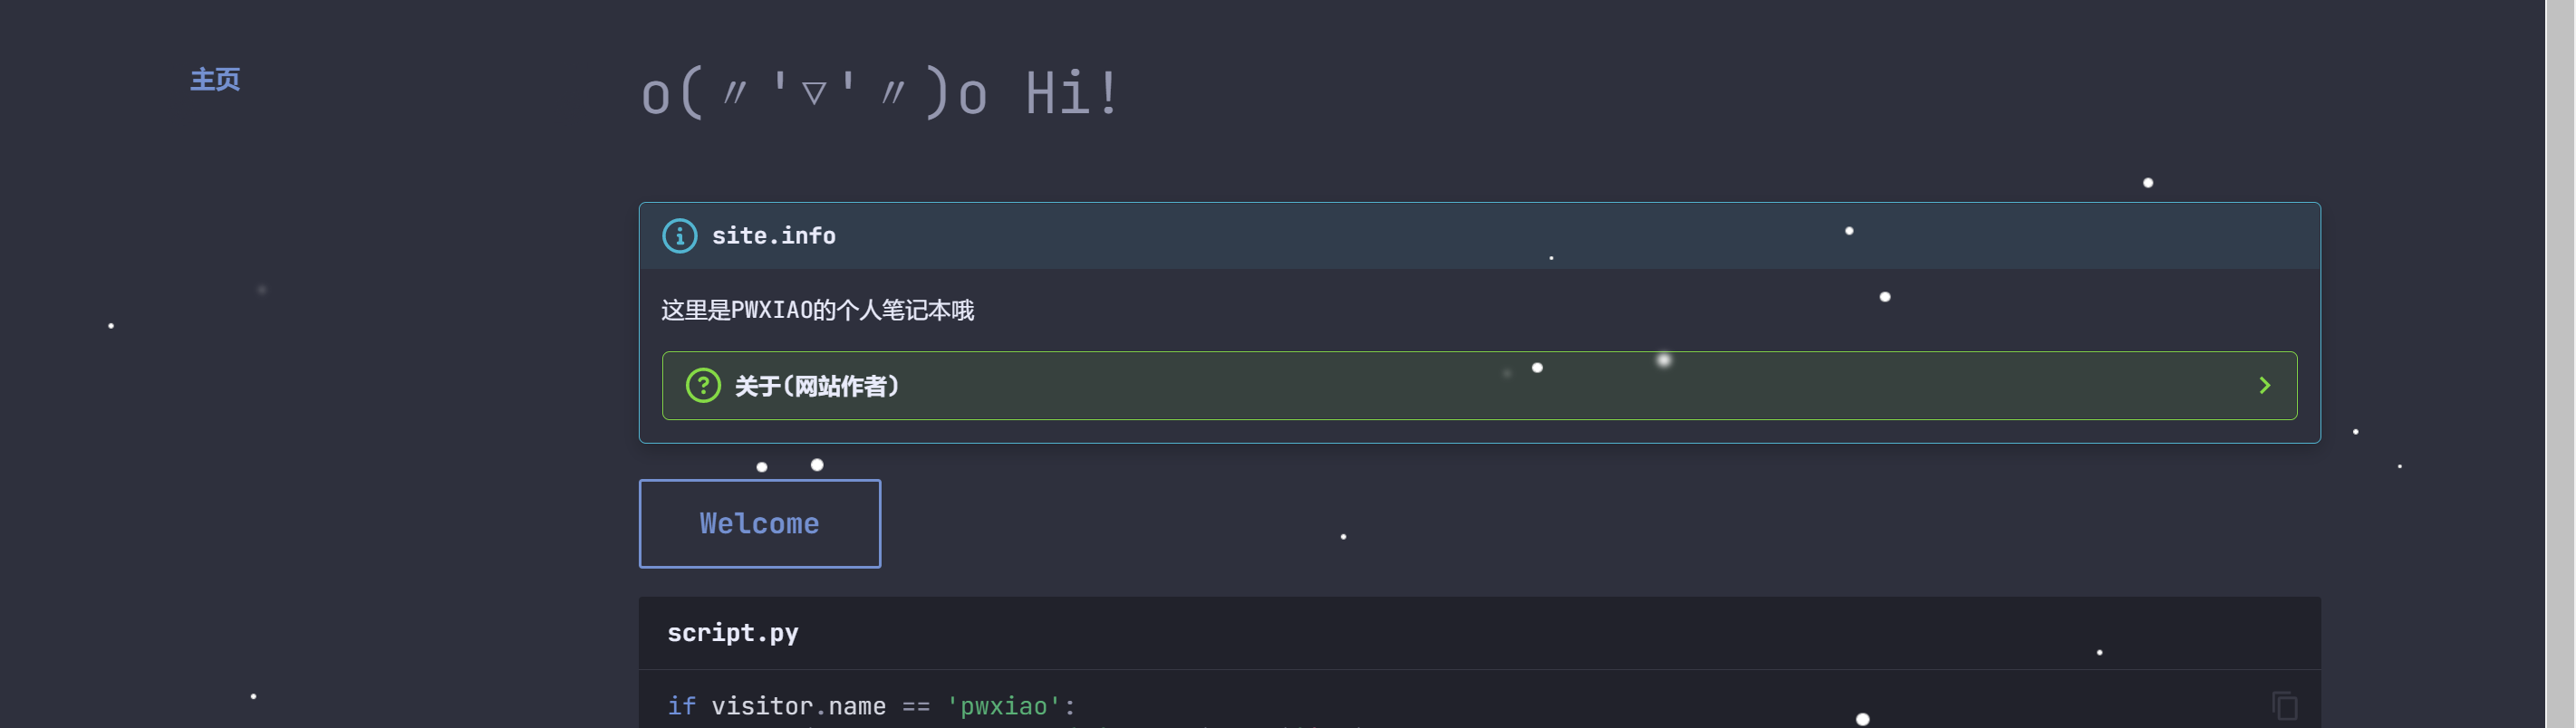 主页
o(〃'▽'〃)o Hi!
site.info
这里是PWXIAO的个人笔记本哦
关于(网站作者)
Welcome
script.py
if visitor.name == 'pwxiao':